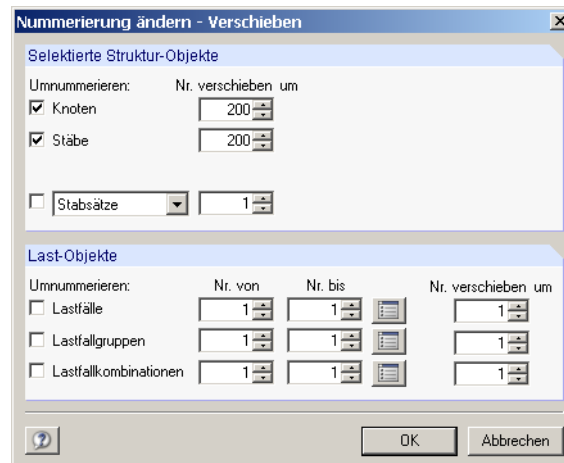 Nummerierung ändern - Verschieben
Selektierte Struktur-Objekte
Umnummerieren: Nr. verschieben um
Knoten 200
Stäbe 200
Stabsätze 1
Last-Objekte
Umnummerieren: Nr. von Nr. bis Nr. verschieben um
Lastfälle 1 1 1
Lastfallgruppen 1 1 1
Lastfallkombinationen 1 1 1
OK Abbrechen